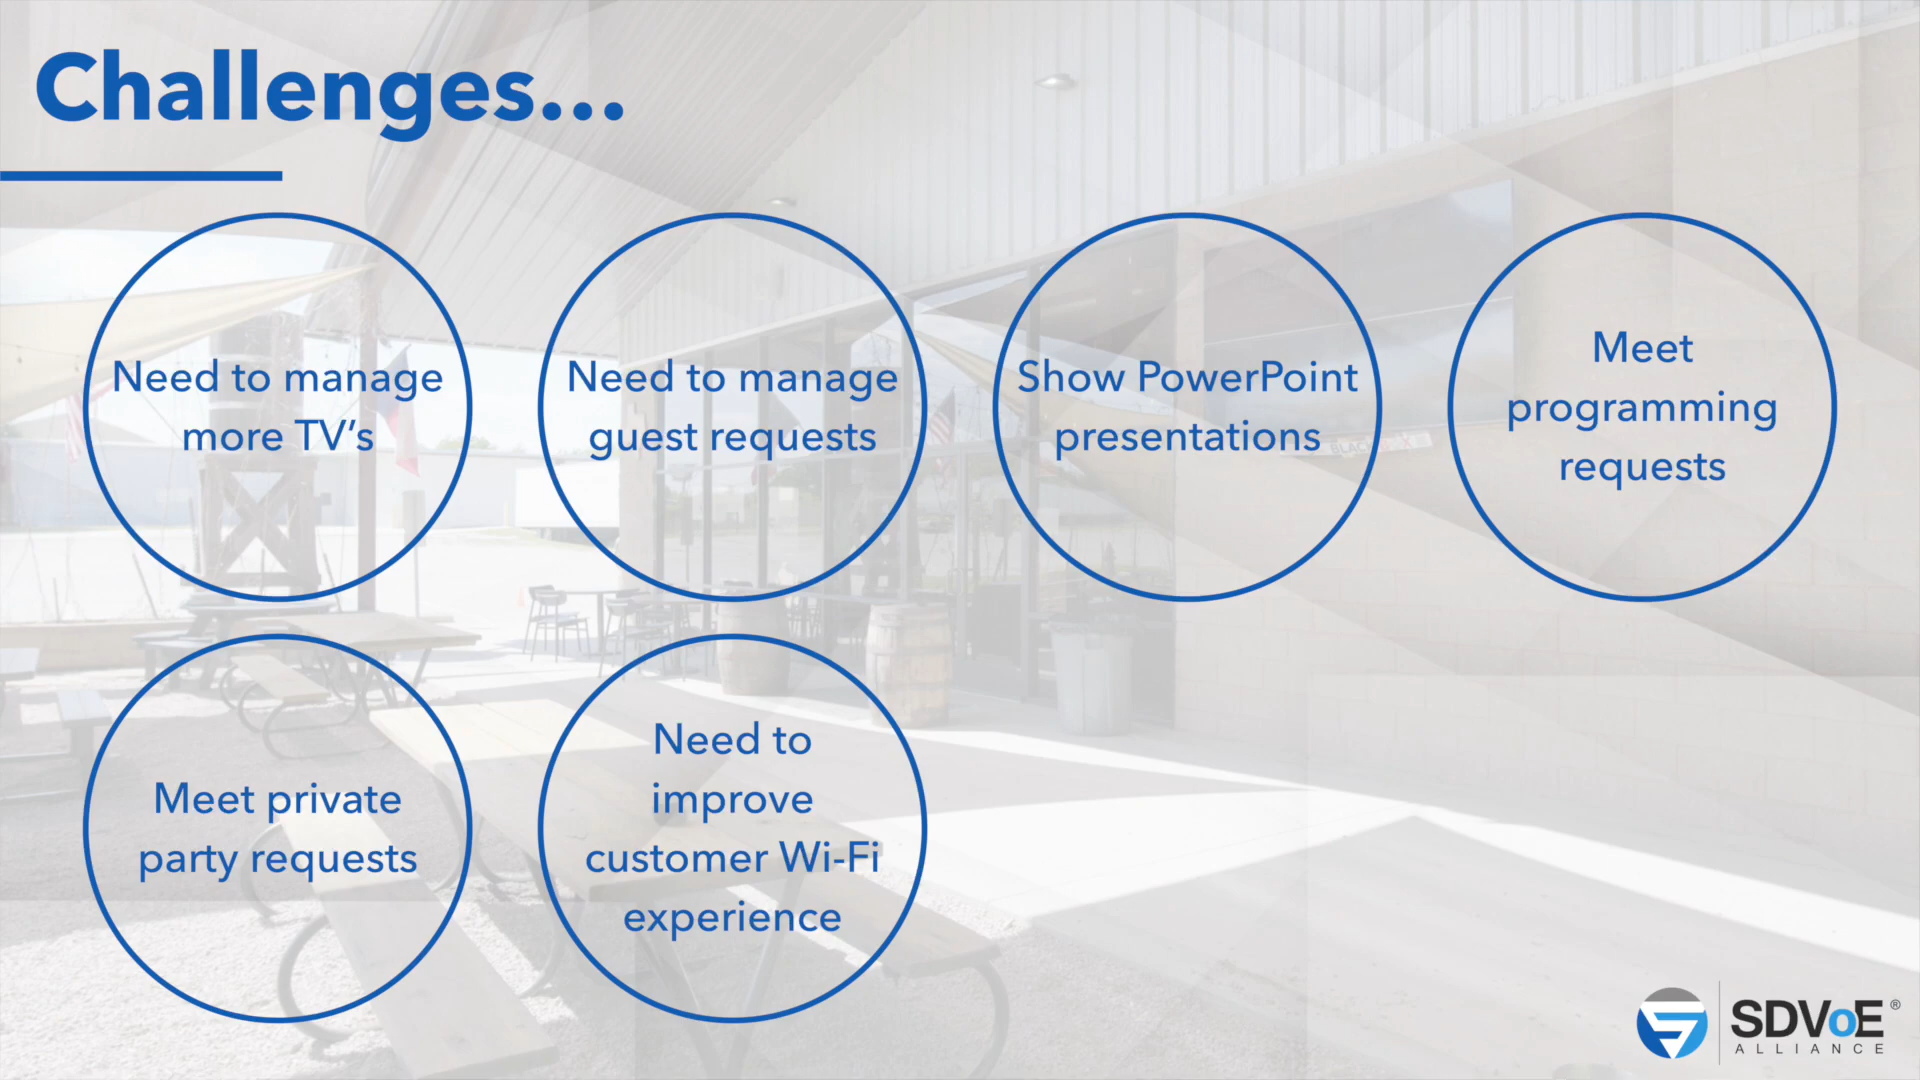 Challenges...
Need to manage
more TV's
Need to manage
guest requests
Show PowerPoint
presentations
Meet
programming
requests
Meet private
party requests
Need to
improve
customer Wi-Fi
experience
SDVoE®
ALLIANCE